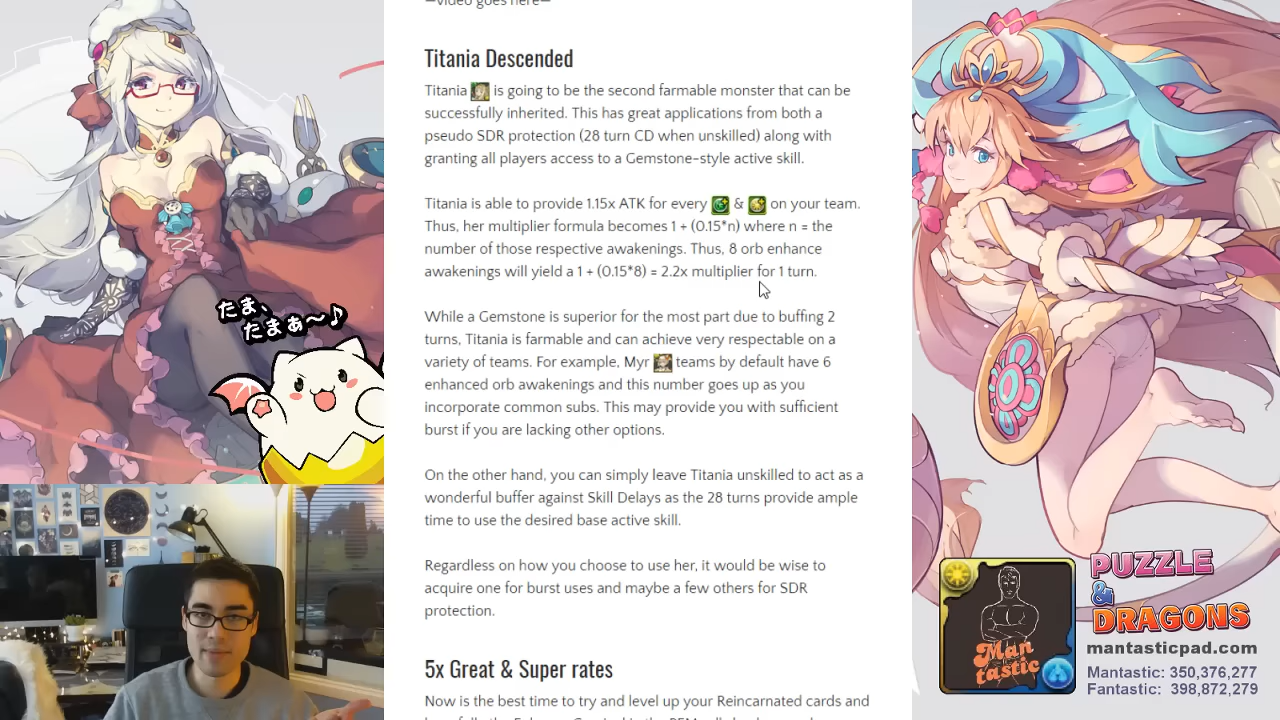 —video goes here—
Titania Descended
Titania is going to be the second farmable monster that can be
successfully inherited. This has great applications from both a
pseudo SDR protection (28 turn CD when unskilled) along with
granting all players access to a Gemstone-style active skill.
Titania is able to provide 1.15x ATK for every & on your team.
Thus, her multiplier formula becomes 1 + (0.15*n) where n = the
number of those respective awakenings. Thus, 8 orb enhance
awakenings will yield a 1 + (0.15*8) = 2.2x multiplier for 1 turn.
While a Gemstone is superior for the most part due to buffing 2
turns, Titania is farmable and can achieve very respectable on a
variety of teams. For example, Myr teams by default have 6
enhanced orb awakenings and this number goes up as you
incorporate common subs. This may provide you with sufficient
burst if you are lacking other options.
On the other hand, you can simply leave Titania unskilled to act as a
wonderful buffer against Skill Delays as the 28 turns provide ample
time to use the desired base active skill.
Regardless on how you choose to use her, it would be wise to
acquire one for burst uses and maybe a few others for SDR
protection.
5x Great & Super rates
Now is the best time to try and level up your Reincarnated cards and
たま、
たまぁ〜♪
Man
tastic
PUZZLE
&
DRAGONS
mantasticpad.com
Mantastic: 350,376,277
Fantastic: 398,872,279